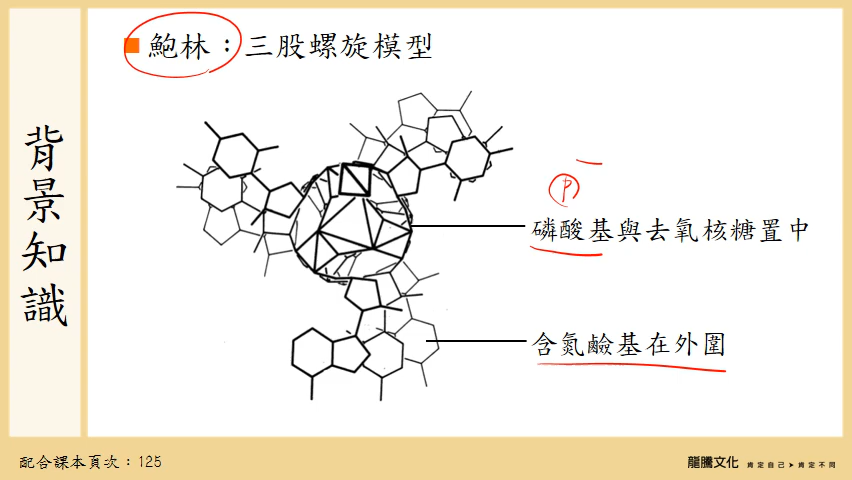 鮑林：三股螺旋模型
背景知識
P
磷酸基與去氧核糖置中
含氮鹼基在外圍
配合課本頁次：125
龍騰文化 肯定自己➤肯定不同